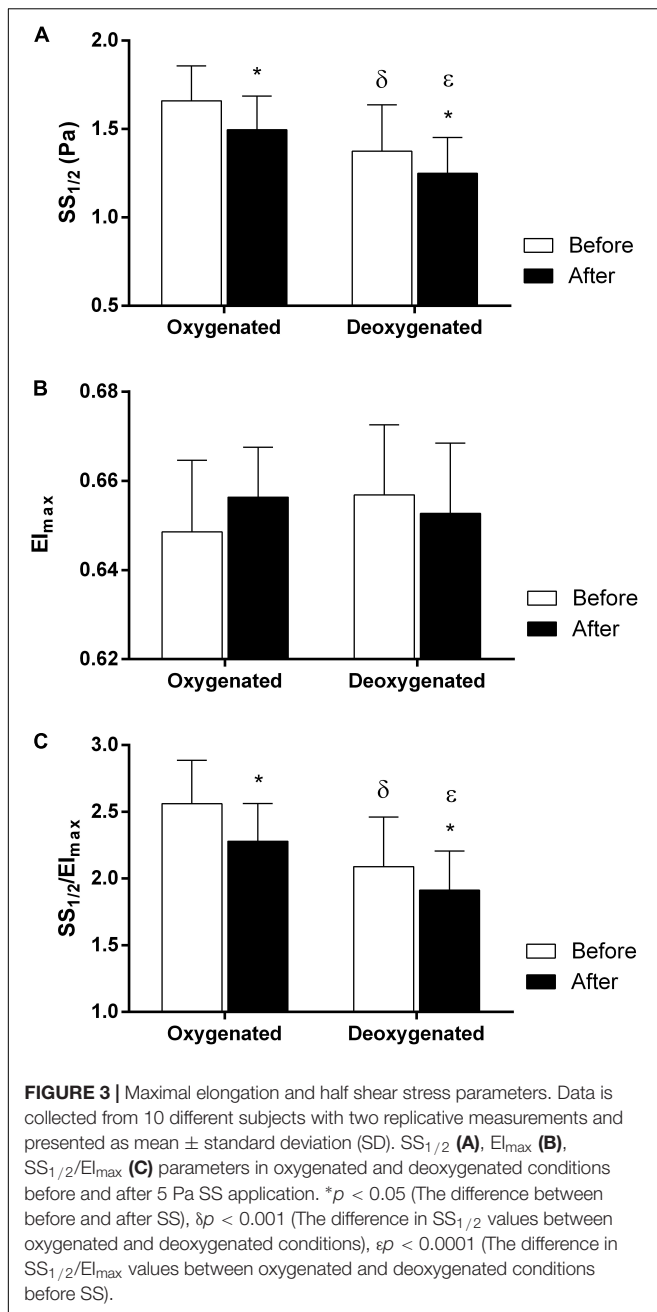 A
2.0
1.5
1.0
0.5
SS1/2 (Pa)
*
δ
ε
*
Before
After
Oxygenated
Deoxygenated
B
0.68
0.66
0.64
0.62
EImax
Before
After
Oxygenated
Deoxygenated
C
3.0
2.5
2.0
1.5
1.0
SS1/2/EImax
*
δ
ε
*
Before
After
Oxygenated
Deoxygenated
FIGURE 3 | Maximal elongation and half shear stress parameters. Data is
collected from 10 different subjects with two replicative measurements and
presented as mean ± standard deviation (SD). SS1/2 (A), EImax (B),
SS1/2/EImax (C) parameters in oxygenated and deoxygenated conditions
before and after 5 Pa SS application. *p < 0.05 (The difference between
before and after SS), δp < 0.001 (The difference in SS1/2 values between
oxygenated and deoxygenated conditions), εp < 0.0001 (The difference in
SS1/2/EImax values between oxygenated and deoxygenated conditions
before SS).